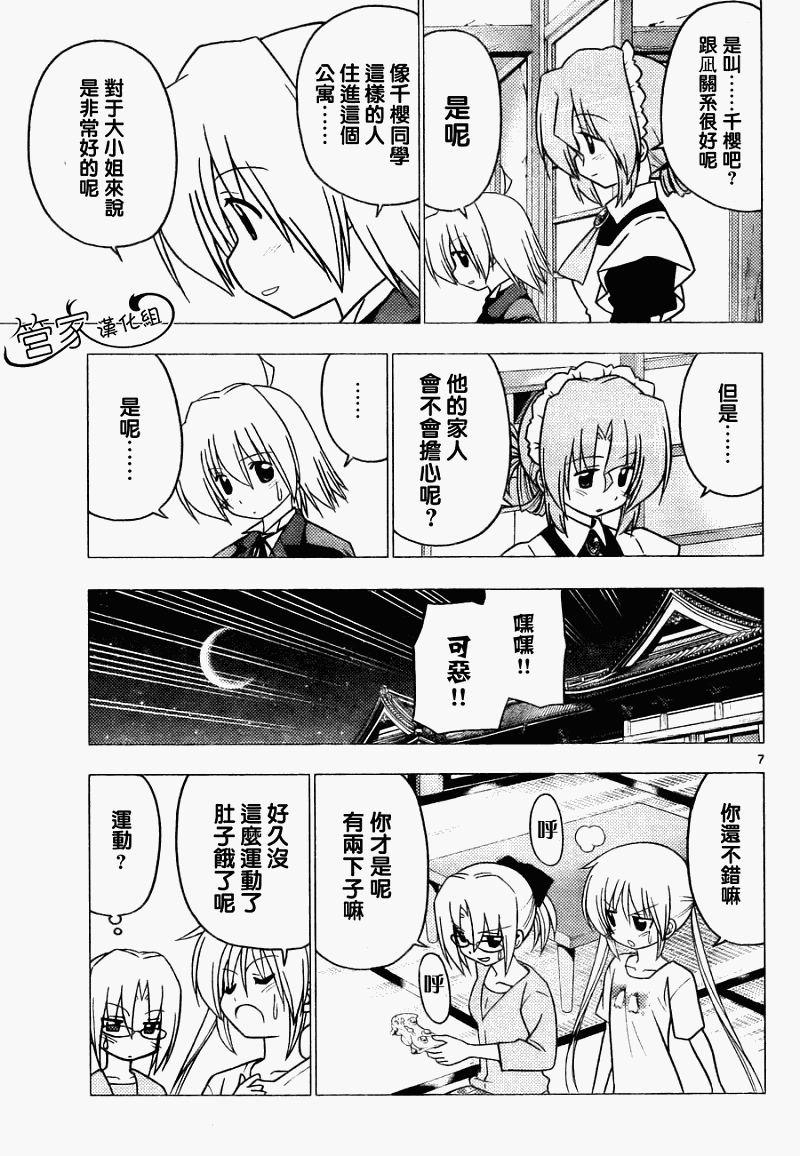 是叫……千櫻吧？
跟凪關系很好呢
是呢
像千櫻同學
這樣的人
住進這個
公寓……
對于大小姐來說
是非常好的呢
管家
漢化組
但是……
他的家人
會不會擔心呢？
……
是呢……
嘿嘿!!
可惡!!
7
你還不錯嘛
呼
呼
你才是呢
有兩下子嘛
好久沒
這麼運動了
肚子餓了呢
運動？